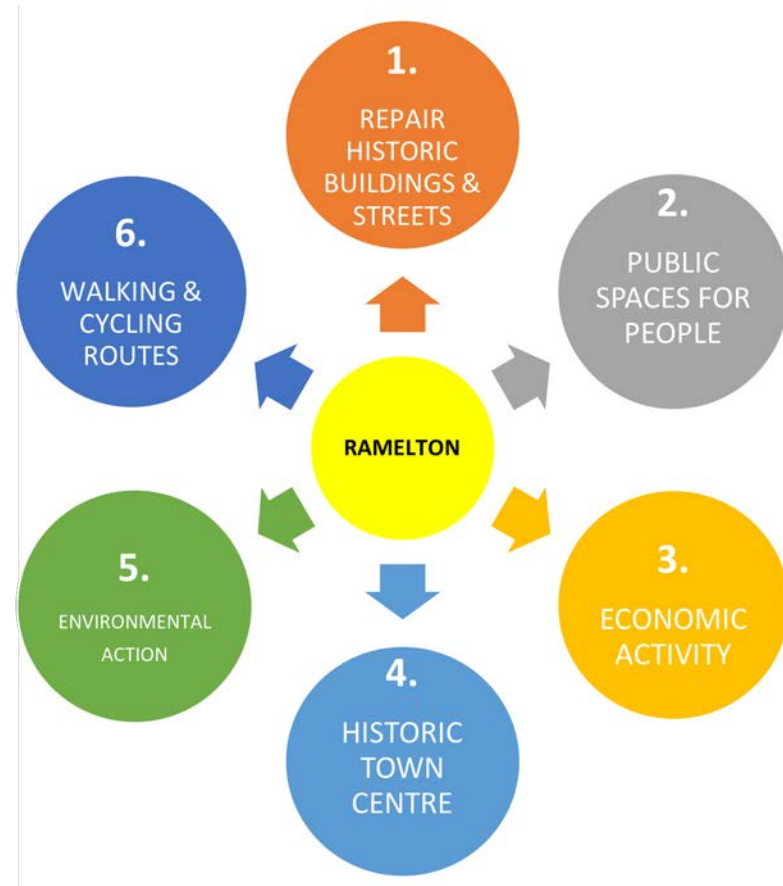 1.
REPAIR
HISTORIC
BUILDINGS &
STREETS
2.
PUBLIC
SPACES FOR
PEOPLE
3.
ECONOMIC
ACTIVITY
4.
HISTORIC
TOWN
CENTRE
5.
ENVIRONMENTAL
ACTION
6.
WALKING &
CYCLING
ROUTES
RAMELTON